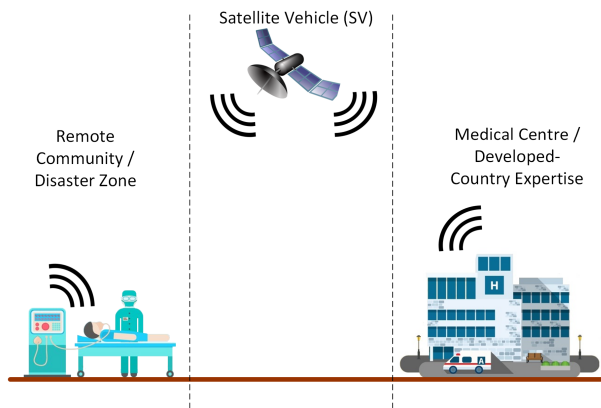 Satellite Vehicle (SV)
Remote
Community /
Disaster Zone
Medical Centre /
Developed-
Country Expertise
H